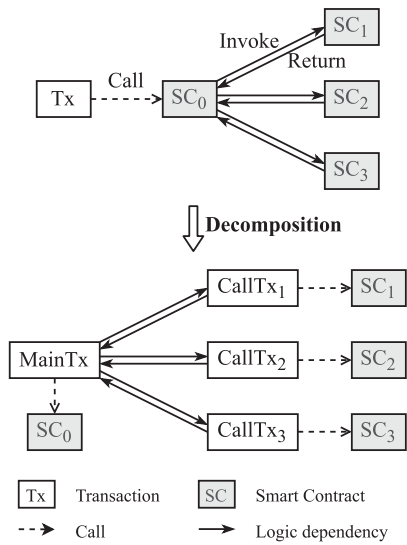 SC1
Invoke
Return
Call
Tx
SC0
SC2
SC3
Decomposition
CallTx1
SC1
MainTx
CallTx2
SC2
SC0
CallTx3
SC3
Tx Transaction SC Smart Contract
Call Logic dependency